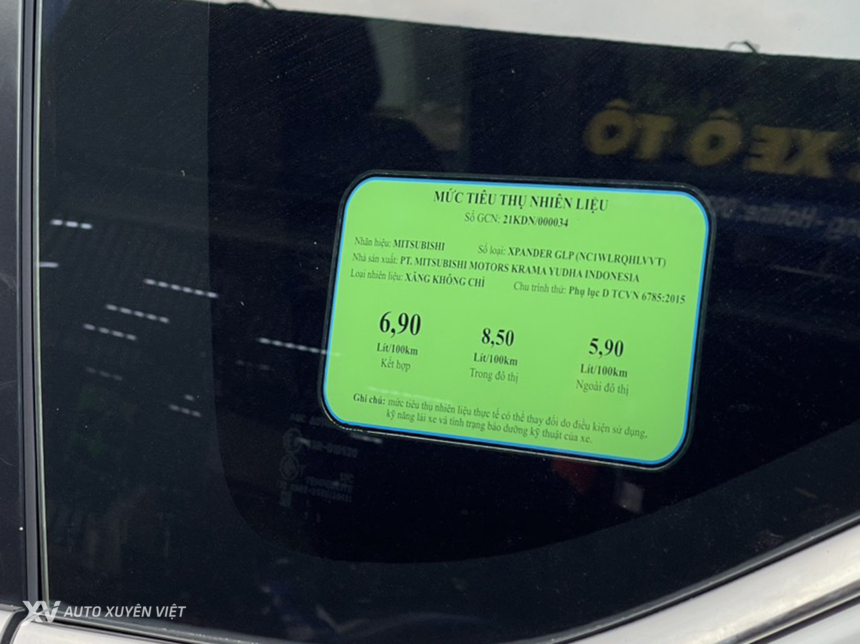 XE Ô TÔ
Hotline:
MỨC TIÊU THỤ NHIÊN LIỆU
Số GCN: 21KDN/000034
Nhãn hiệu: MITSUBISHI Số loại: XPANDER GLP (NC1WLRQHLVVT)
Nhà sản xuất: PT. MITSUBISHI MOTORS KRAMA YUDHA INDONESIA
Loại nhiên liệu: XĂNG KHÔNG CHÌ Chu trình thử: Phụ lục D TCVN 6785:2015
6,90 8,50 5,90
Lít/100km Lít/100km Lít/100km
Kết hợp Trong đô thị Ngoài đô thị
Ghi chú: mức tiêu thụ nhiên liệu thực tế có thể thay đổi do điều kiện sử dụng,
kỹ năng lái xe và tình trạng bảo dưỡng kỹ thuật của xe.
AUTO XUYÊN VIỆT